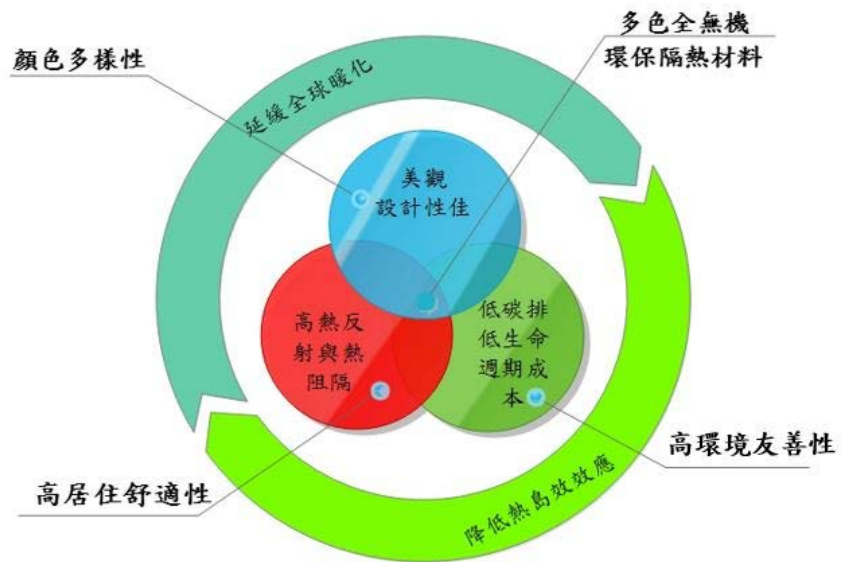 多色全無機
環保隔熱材料
顏色多樣性
延緩全球暖化
美觀
設計性佳
高熱反
射與熱
阻隔
低碳排
低生命
週期成
本
高環境友善性
高居住舒適性
降低熱島效效應